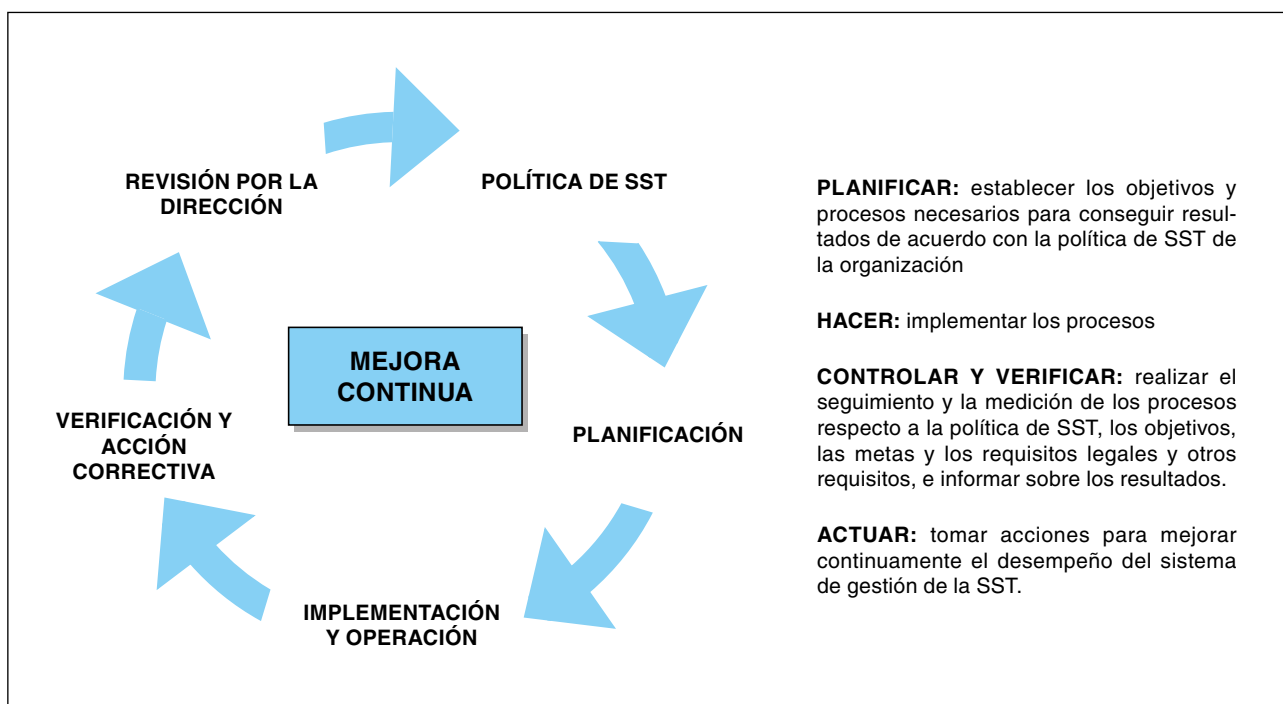 REVISIÓN POR LA
DIRECCIÓN
POLÍTICA DE SST
MEJORA
CONTINUA
VERIFICACIÓN Y
ACCIÓN
CORRECTIVA
PLANIFICACIÓN
IMPLEMENTACIÓN
Y OPERACIÓN
PLANIFICAR: establecer los objetivos y
procesos necesarios para conseguir resul-
tados de acuerdo con la política de SST de
la organización
HACER: implementar los procesos
CONTROLAR Y VERIFICAR: realizar el
seguimiento y la medición de los procesos
respecto a la política de SST, los objetivos,
las metas y los requisitos legales y otros
requisitos, e informar sobre los resultados.
ACTUAR: tomar acciones para mejorar
continuamente el desempeño del sistema
de gestión de la SST.